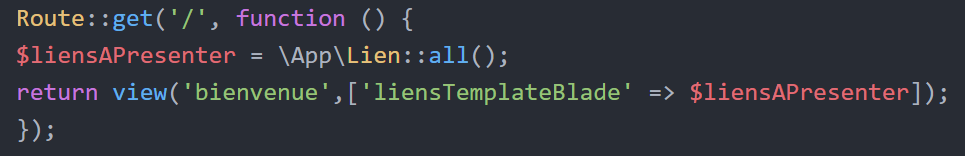 Route::get('/', function () {
$liensAPresenter = \App\Lien::all();
return view('bienvenue',['liensTemplateBlade' => $liensAPresenter]);
});